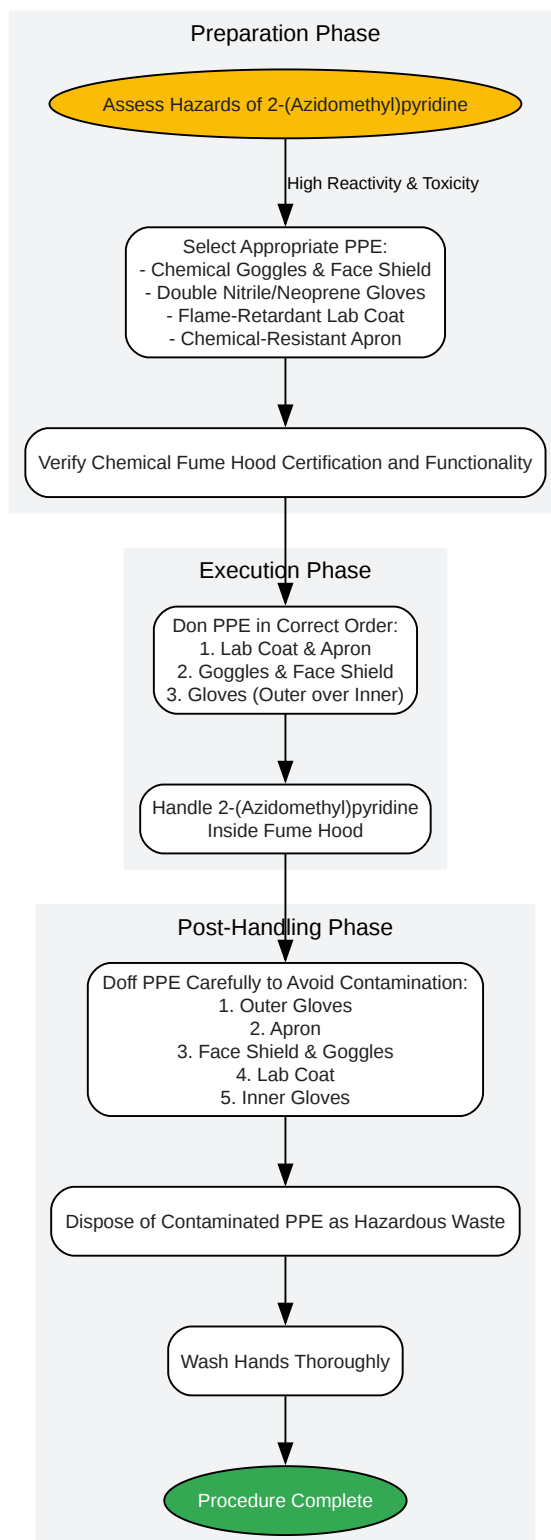 Preparation Phase
Assess Hazards of 2-(Azidomethyl)pyridine
High Reactivity & Toxicity
Select Appropriate PPE:
- Chemical Goggles & Face Shield
- Double Nitrile/Neoprene Gloves
- Flame-Retardant Lab Coat
- Chemical-Resistant Apron
Verify Chemical Fume Hood Certification and Functionality
Execution Phase
Don PPE in Correct Order:
1. Lab Coat & Apron
2. Goggles & Face Shield
3. Gloves (Outer over Inner)
Handle 2-(Azidomethyl)pyridine
Inside Fume Hood
Post-Handling Phase
Doff PPE Carefully to Avoid Contamination:
1. Outer Gloves
2. Apron
3. Face Shield & Goggles
4. Lab Coat
5. Inner Gloves
Dispose of Contaminated PPE as Hazardous Waste
Wash Hands Thoroughly
Procedure Complete